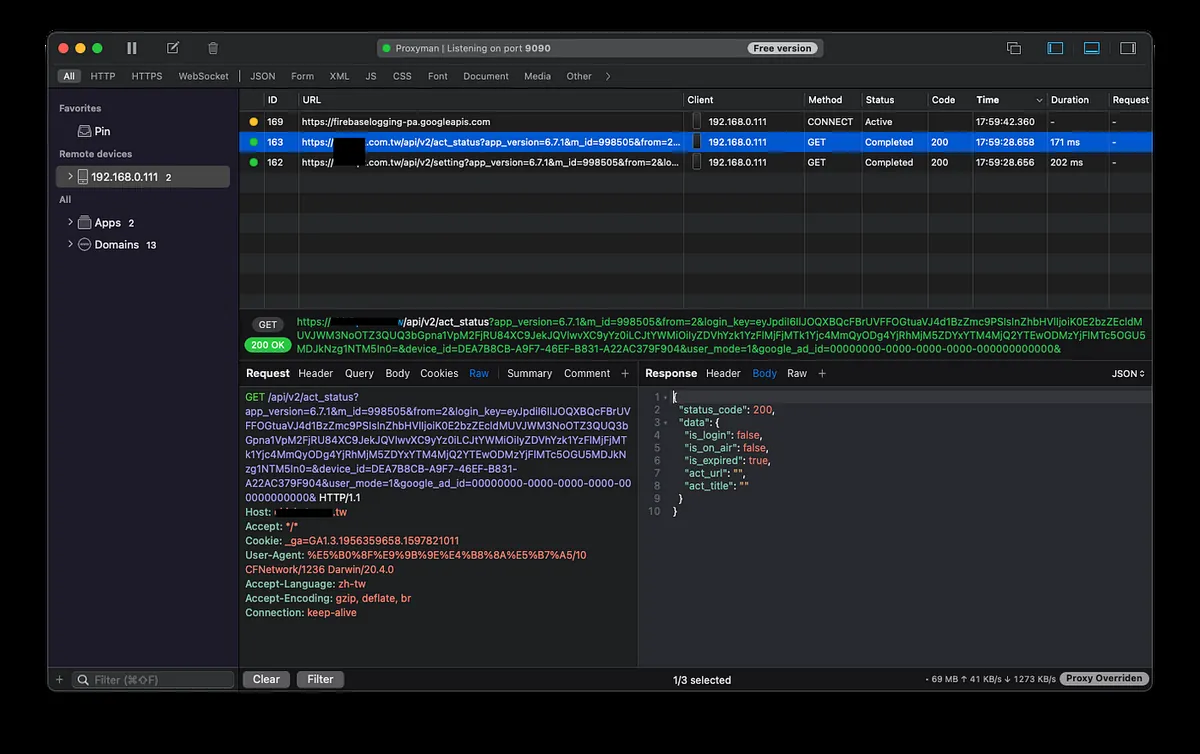 Proxyman | Listening on port 9090
Free version
All HTTP HTTPS WebSocket JSON Form XML JS CSS Font Document Media Other
Favorites
Pin
Remote devices
192.168.0.111 2
All
Apps 2
Domains 13
ID URL Client Method Status Code Time Duration Request
169 https://firebaselogging-pa.googleapis.com 192.168.0.111 CONNECT Active 17:59:42.360 - -
163 https:// .com.tw/api/v2/act_status?app_version=6.7.1&m_id=998505&from=2... 192.168.0.111 GET Completed 200 17:59:28.658 171 ms -
162 https:// .com.tw/api/v2/setting?app_version=6.7.1&m_id=998505&from=2&lo... 192.168.0.111 GET Completed 200 17:59:28.656 202 ms -
GET
200 OK
https:// /api/v2/act_status?app_version=6.7.1&m_id=998505&from=2&login_key=
&device_id=DEA7B8CB-A9F7-46EF-B831-A22AC379F904&user_mode=1&google_ad_id=00000000-0000-0000-0000-000000000000&
Request Header Query Body Cookies Raw Summary Comment +
GET /api/v2/act_status?
app_version=6.7.1&m_id=998505&from=2&login_key=
&device_id=DEA7B8CB-A9F7-46EF-B831-
A22AC379F904&user_mode=1&google_ad_id=00000000-0000-0000-0000-00
0000000000& HTTP/1.1
Host: .tw
Accept: */*
Cookie: _ga=GA1.3.1956359658.1597821011
User-Agent: %E5%B0%8F%E9%9B%9E%E4%B8%8A%E5%B7%A5/10
CFNetwork/1236 Darwin/20.4.0
Accept-Language: zh-tw
Accept-Encoding: gzip, deflate, br
Connection: keep-alive
Response Header Body Raw +
JSON
1 {
2 "status_code": 200,
3 "data": {
4 "is_login": false,
5 "is_on_air": false,
6 "is_expired": true,
7 "act_url": "",
8 "act_title": ""
9 }
10 }
+ Filter (⌘⇧F)
Clear Filter
1/3 selected
• 69 MB ↑ 41 KB/s ↓ 1273 KB/s
Proxy Overriden